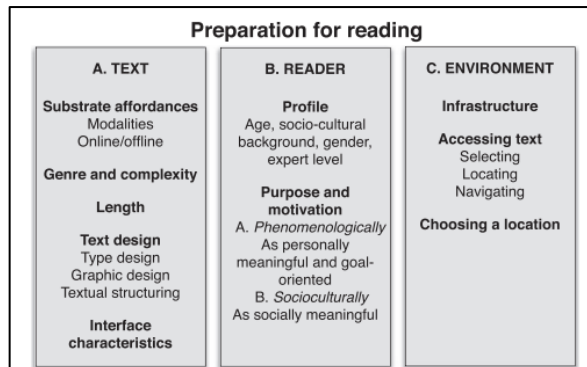 Preparation for reading
A. TEXT
Substrate affordances
Modalities
Online/offline
Genre and complexity
Length
Text design
Type design
Graphic design
Textual structuring
Interface
characteristics
B. READER
Profile
Age, socio-cultural
background, gender,
expert level
Purpose and
motivation
A. Phenomenologically
As personally
meaningful and goal-
oriented
B. Socioculturally
As socially meaningful
C. ENVIRONMENT
Infrastructure
Accessing text
Selecting
Locating
Navigating
Choosing a location